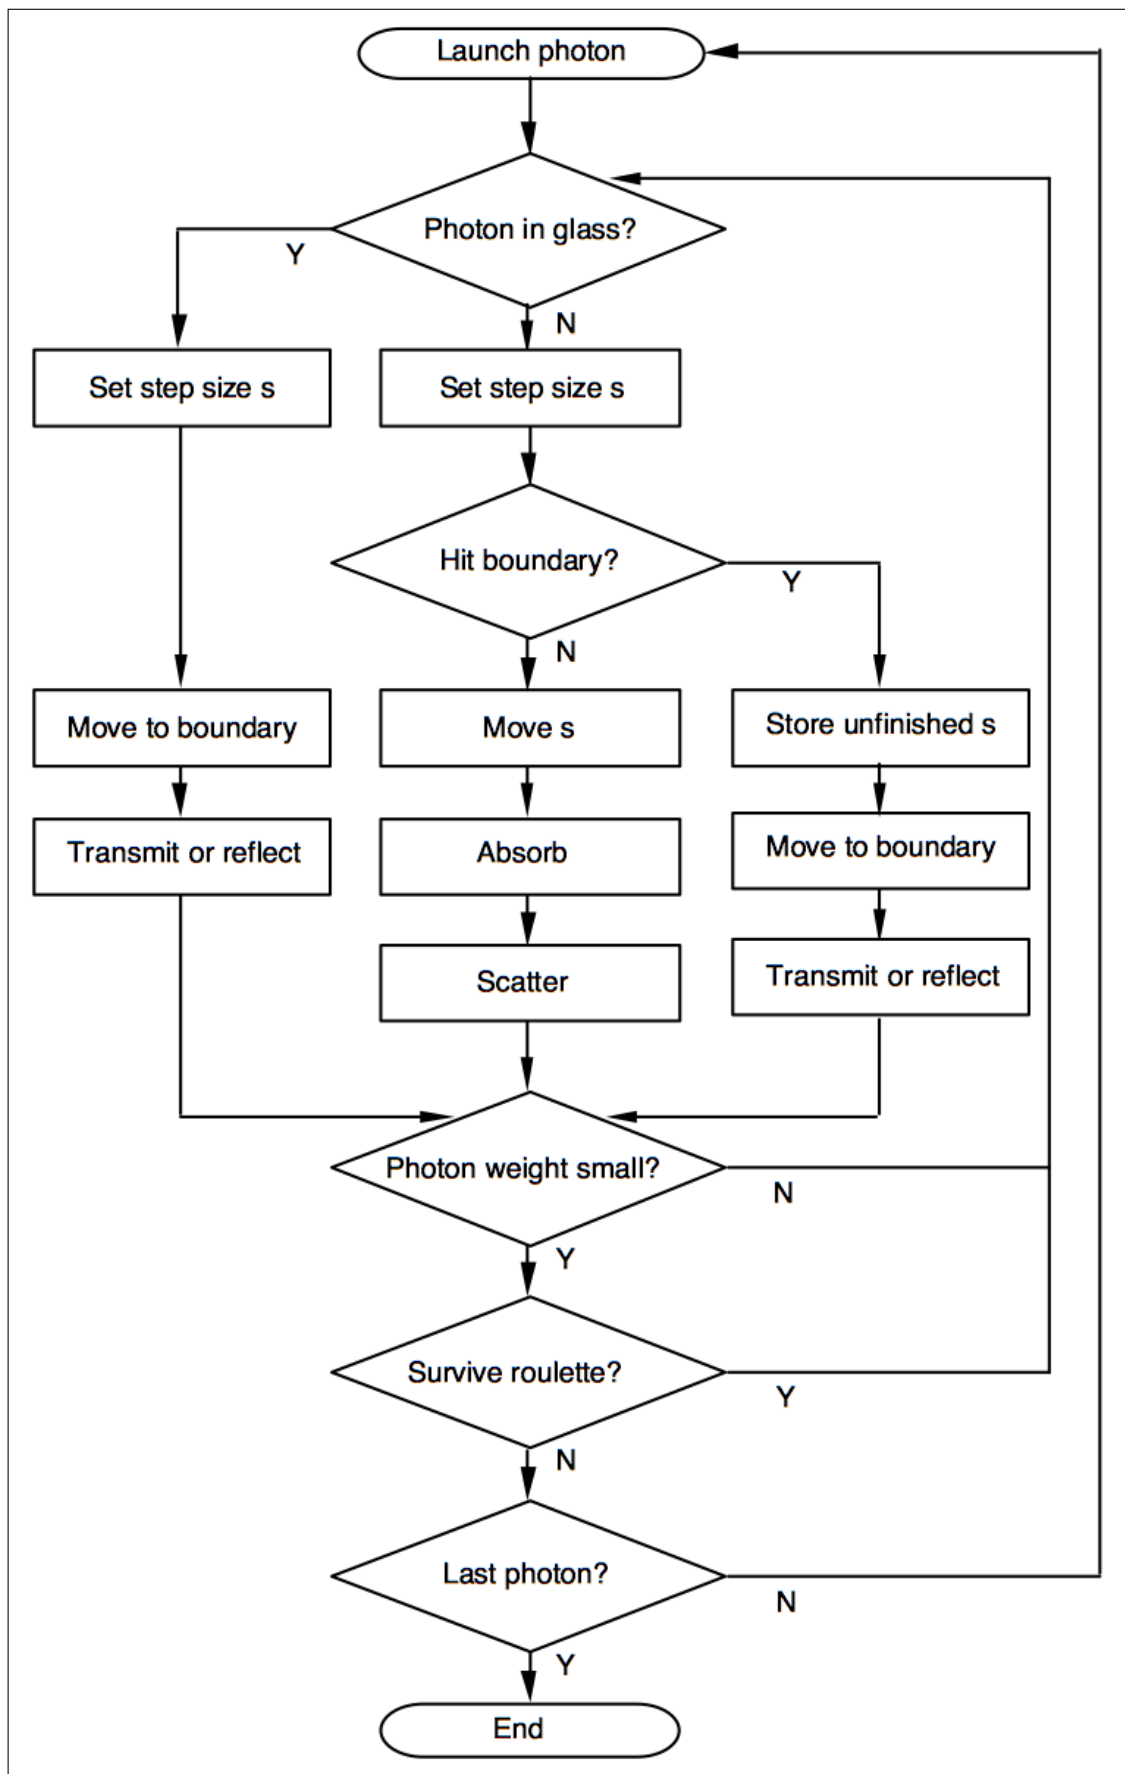 Launch photon
Photon in glass?
Y
N
Set step size s
Set step size s
Hit boundary?
Y
N
Move to boundary
Move s
Store unfinished s
Transmit or reflect
Absorb
Move to boundary
Scatter
Transmit or reflect
Photon weight small?
N
Y
Survive roulette?
Y
N
Last photon?
N
Y
End